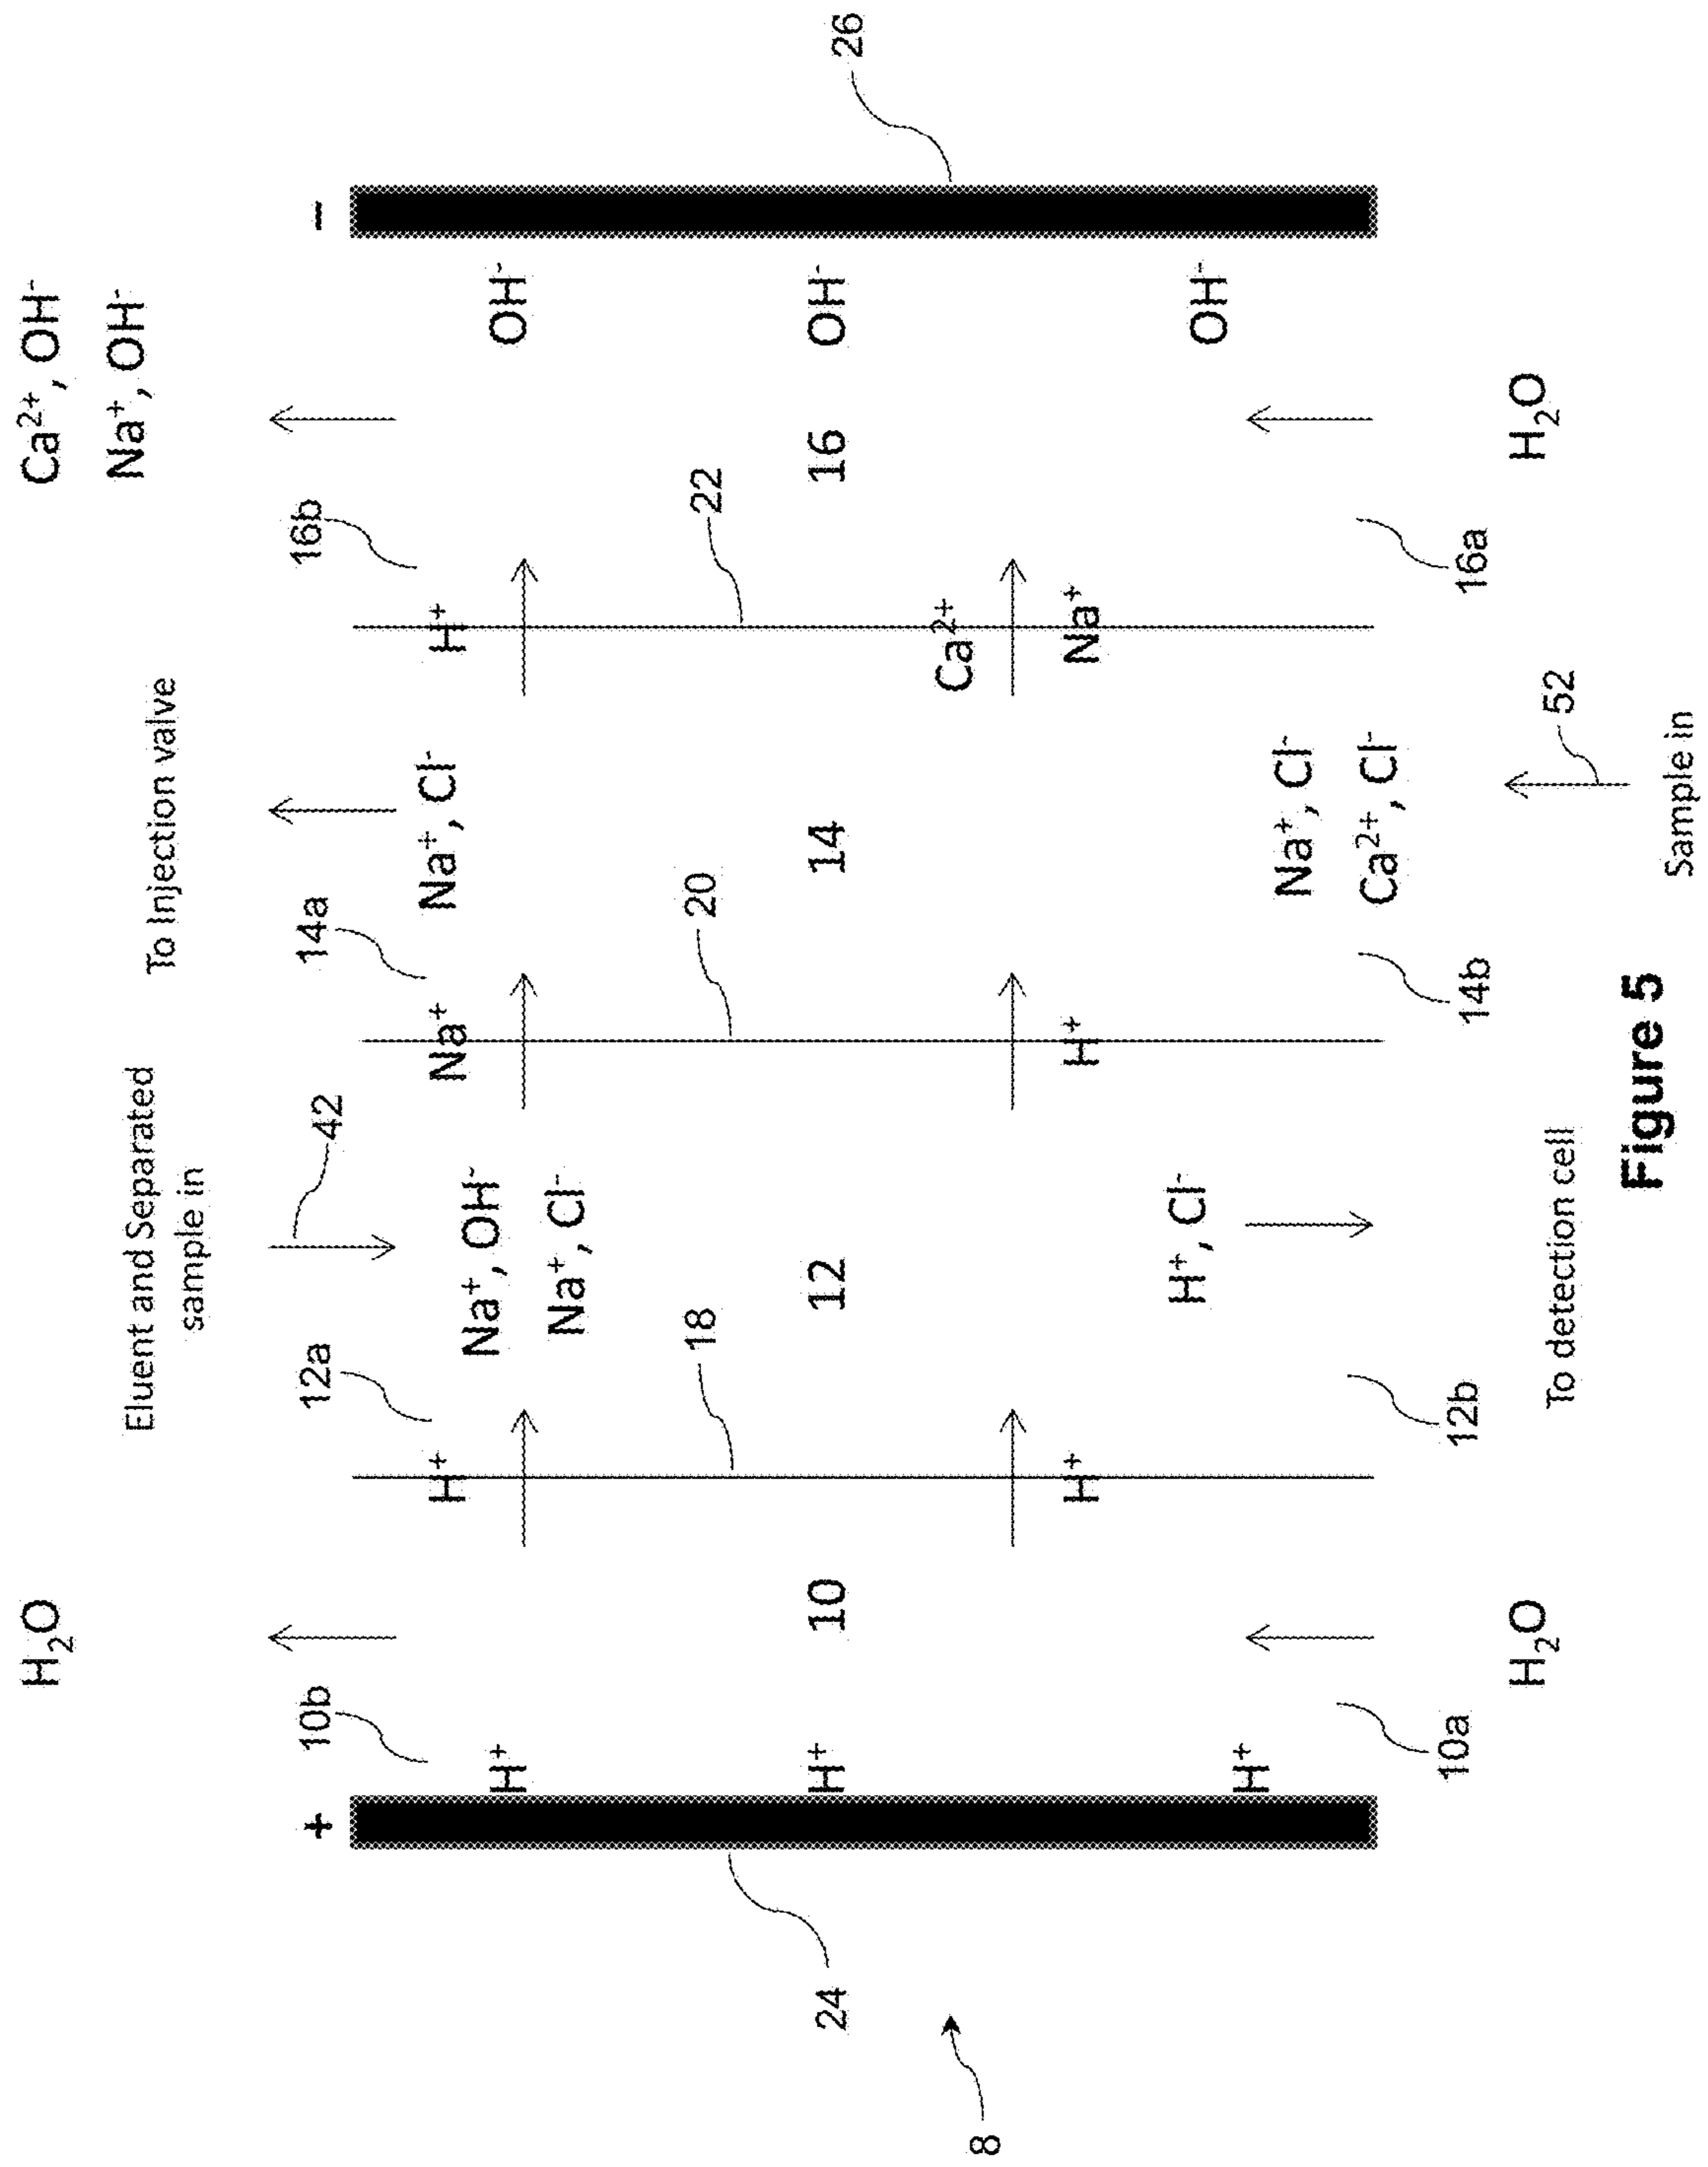 H₂O
Ca²⁺, OH⁻
Na⁺, OH⁻
Eluent and Separated
sample in
To Injection valve
+
10b
12a
42
14a
16b
−
H⁺
H⁺
Na⁺, OH⁻
Na⁺, Cl⁻
Na⁺
Na⁺, Cl⁻
H⁺
OH⁻
18
20
22
24
H⁺
10
12
14
16
OH⁻
26
8
Ca²⁺
H⁺
H⁺
H⁺
H⁺, Cl⁻
Na⁺
OH⁻
Na⁺, Cl⁻
Ca²⁺, Cl⁻
10a
12b
14b
16a
H₂O
To detection cell
52
H₂O
Sample in
Figure 5